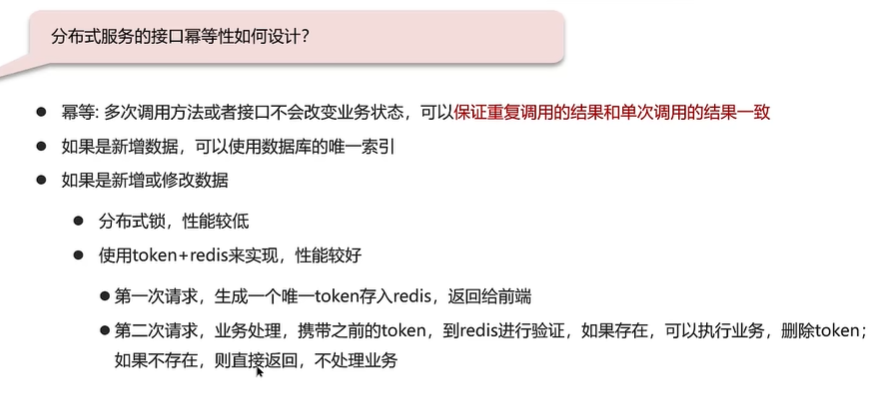 分布式服务的接口幂等性如何设计?
幂等: 多次调用方法或者接口不会改变业务状态，可以保证重复调用的结果和单次调用的结果一致
如果是新增数据，可以使用数据库的唯一索引
如果是新增或修改数据
分布式锁，性能较低
使用token+redis来实现，性能较好
第一次请求，生成一个唯一token存入redis，返回给前端
第二次请求，业务处理，携带之前的token，到redis进行验证，如果存在，可以执行业务，删除token;
如果不存在，则直接返回，不处理业务